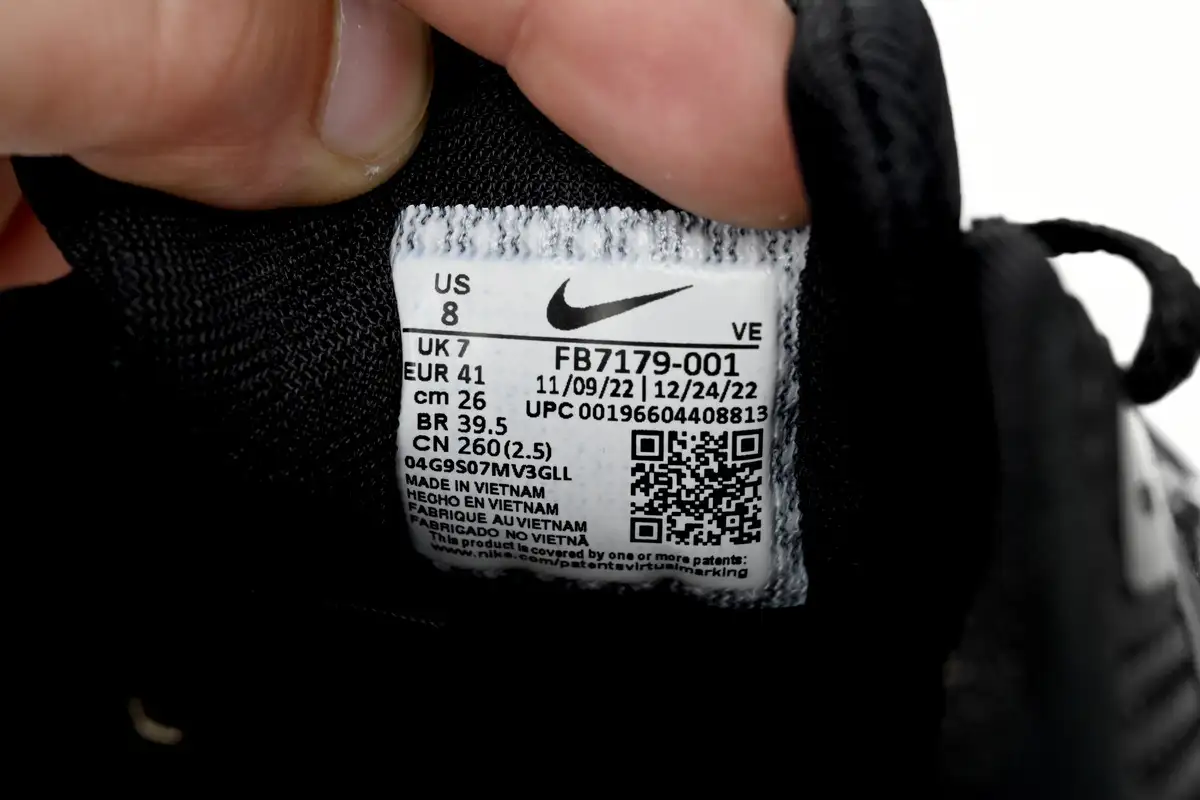 US
8
VE
UK 7
EUR 41
cm 26
BR 39.5
CN 260(2.5)
FB7179-001
11/09/22 | 12/24/22
UPC 00196604408813
04G9S07MV3GLL
MADE IN VIETNAM
HECHO EN VIETNAM
FABRIQUE AU VIETNAM
FABRIGADO NO VIETNÃ
This product is covered by one or more patents:
www.nike.com/patentsvirtualmarking